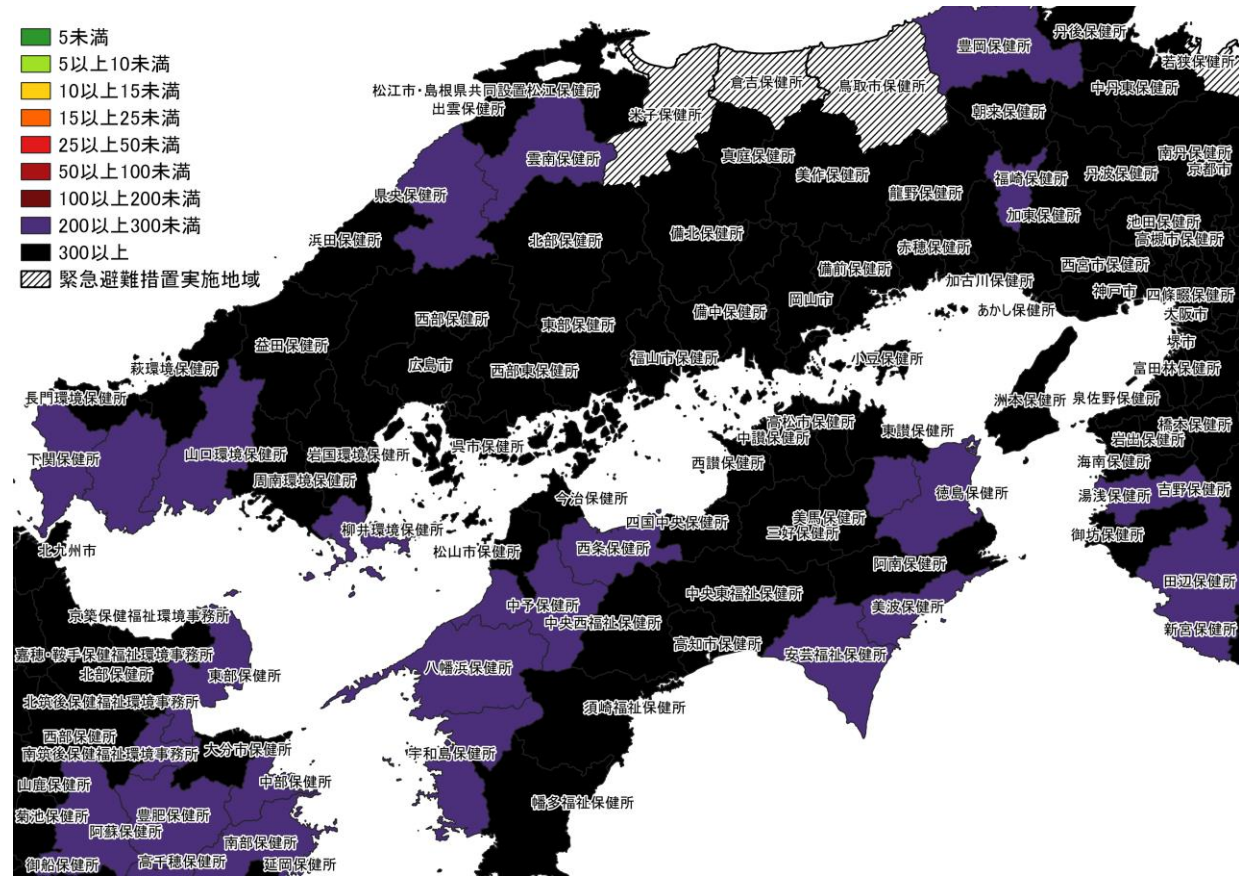 5未満
5以上10未満
10以上15未満
15以上25未満
25以上50未満
50以上100未満
100以上200未満
200以上300未満
300以上
緊急避難措置実施地域
丹後保健所
豊岡保健所
若狭保健所
松江市・島根県共同設置松江保健所
倉吉保健所
鳥取市保健所
中丹東保健所
出雲保健所
米子保健所
朝来保健所
雲南保健所
真庭保健所
南丹保健所
美作保健所
福崎保健所
丹波保健所
京都市
県央保健所
龍野保健所
加東保健所
池田保健所
浜田保健所
北部保健所
備北保健所
赤穂保健所
高槻市保健所
備前保健所
西宮市保健所
加古川保健所
岡山市
神戸市
四條畷保健所
備中保健所
あかし保健所
大阪市
西部保健所
東部保健所
堺市
益田保健所
福山市保健所
小豆保健所
広島市
西部東保健所
富田林保健所
萩環境保健所
長門環境保健所
洲本保健所
泉佐野保健所
高松市保健所
橋本保健所
中讃保健所
東讃保健所
岩出保健所
呉市保健所
下関保健所
山口環境保健所
岩国環境保健所
西讃保健所
海南保健所
周南環境保健所
湯浅保健所
吉野保健所
今治保健所
徳島保健所
美馬保健所
四国中央保健所
柳井環境保健所
三好保健所
御坊保健所
北九州市
松山市保健所
西条保健所
阿南保健所
田辺保健所
中央東福祉保健所
中予保健所
美波保健所
京築保健福祉環境事務所
中央西福祉保健所
新宮保健所
高知市保健所
安芸福祉保健所
嘉穂・鞍手保健福祉環境事務所
八幡浜保健所
北部保健所
東部保健所
北筑後保健福祉環境事務所
須崎福祉保健所
西部保健所
大分市保健所
南筑後保健福祉環境事務所
宇和島保健所
山鹿保健所
中部保健所
幡多福祉保健所
菊池保健所
豊肥保健所
阿蘇保健所
南部保健所
御船保健所
高千穂保健所
延岡保健所